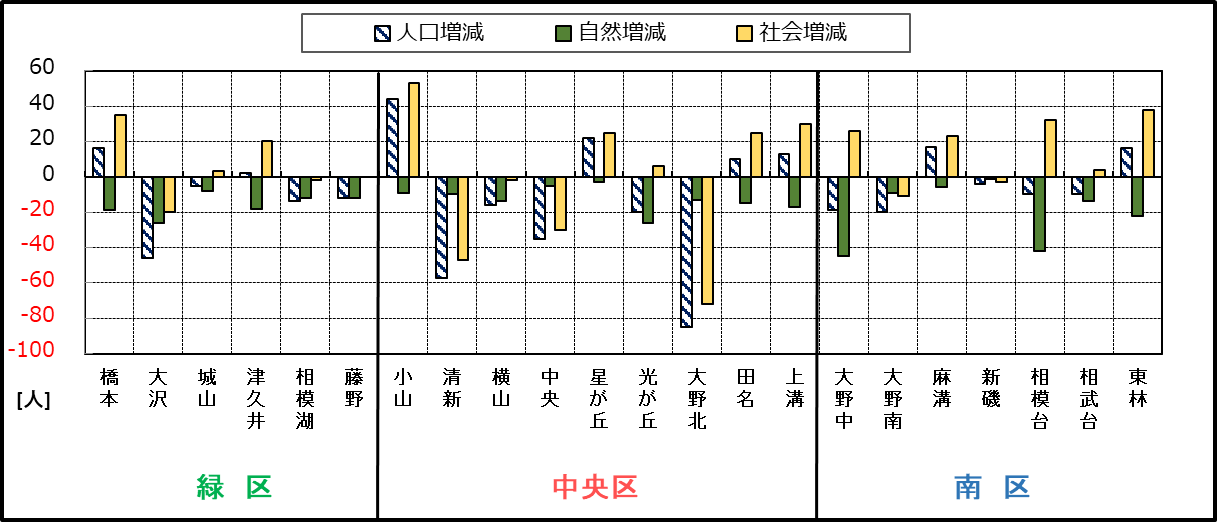 人口増減 自然増減 社会増減
60
40
20
0
-20
-40
-60
-80
-100
[人]
橋本 大沢 城山 津久井 相模湖 藤野 小山 清新 横山 中央 星が丘 光が丘 大野北 田名 上溝 大野中 大野南 麻溝 新磯 相模台 相武台 東林
緑 区 中央区 南 区